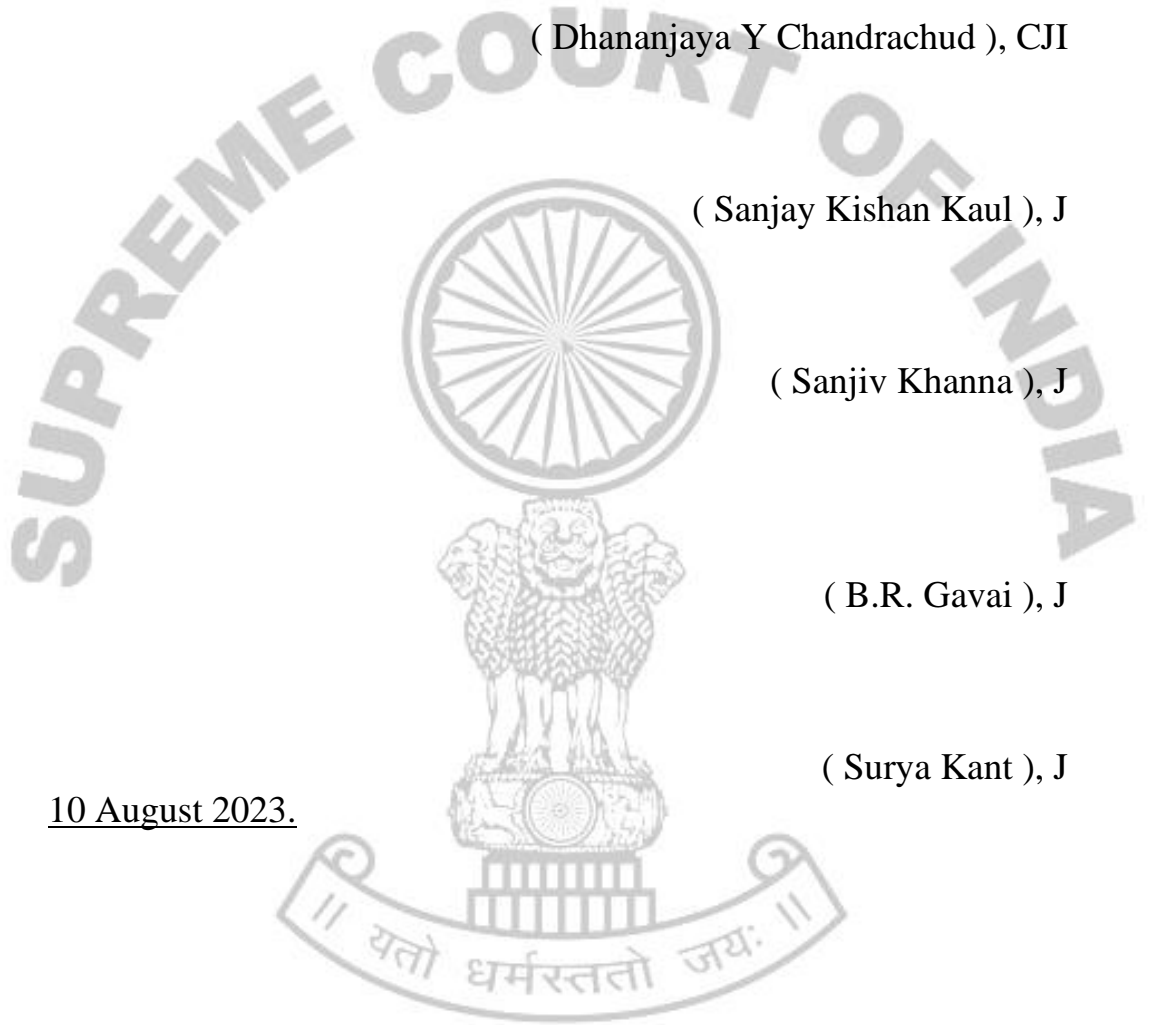 SUPREME COURT OF INDIA
( Dhananjaya Y Chandrachud ), CJI
( Sanjay Kishan Kaul ), J
( Sanjiv Khanna ), J
( B.R. Gavai ), J
( Surya Kant ), J
10 August 2023.
|| यतो धर्मस्ततो जयः ||